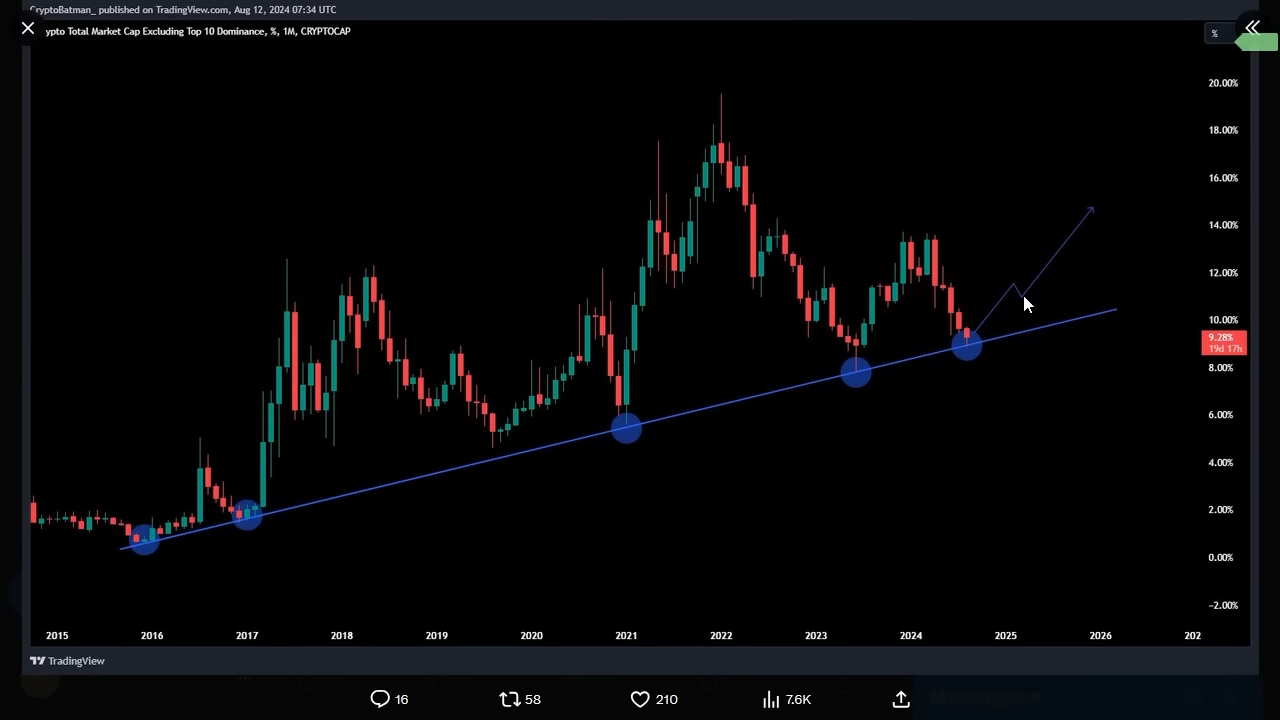 CryptoBatman_ published on TradingView.com, Aug 12, 2024 07:34 UTC
ypto Total Market Cap Excluding Top 10 Dominance, %, 1M, CRYPTOCAP
%
20.00%
18.00%
16.00%
14.00%
12.00%
10.00%
9.28%
19d 17h
8.00%
6.00%
4.00%
2.00%
0.00%
−2.00%
2015 2016 2017 2018 2019 2020 2021 2022 2023 2024 2025 2026 202
TradingView
16 58 210 7.6K